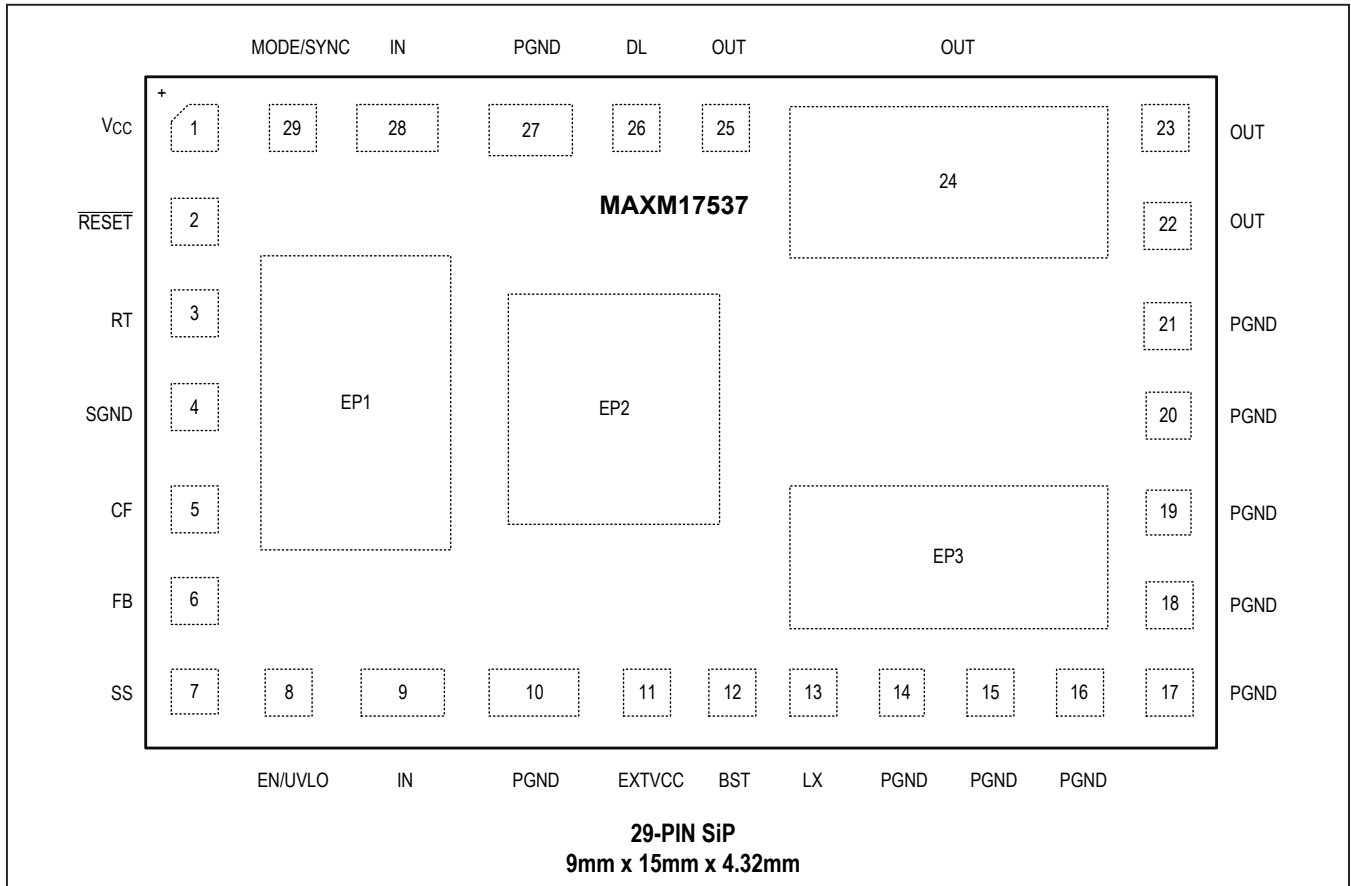 MODE/SYNC IN PGND DL OUT OUT
+
VCC 1 29 28 27 26 25 24 23 OUT
MAXM17537
RESET 2 22 OUT
RT 3 21 PGND
SGND 4 EP1 EP2 20 PGND
CF 5 19 PGND
EP3
FB 6 18 PGND
SS 7 8 9 10 11 12 13 14 15 16 17 PGND
EN/UVLO IN PGND EXTVCC BST LX PGND PGND PGND
29-PIN SiP
9mm x 15mm x 4.32mm